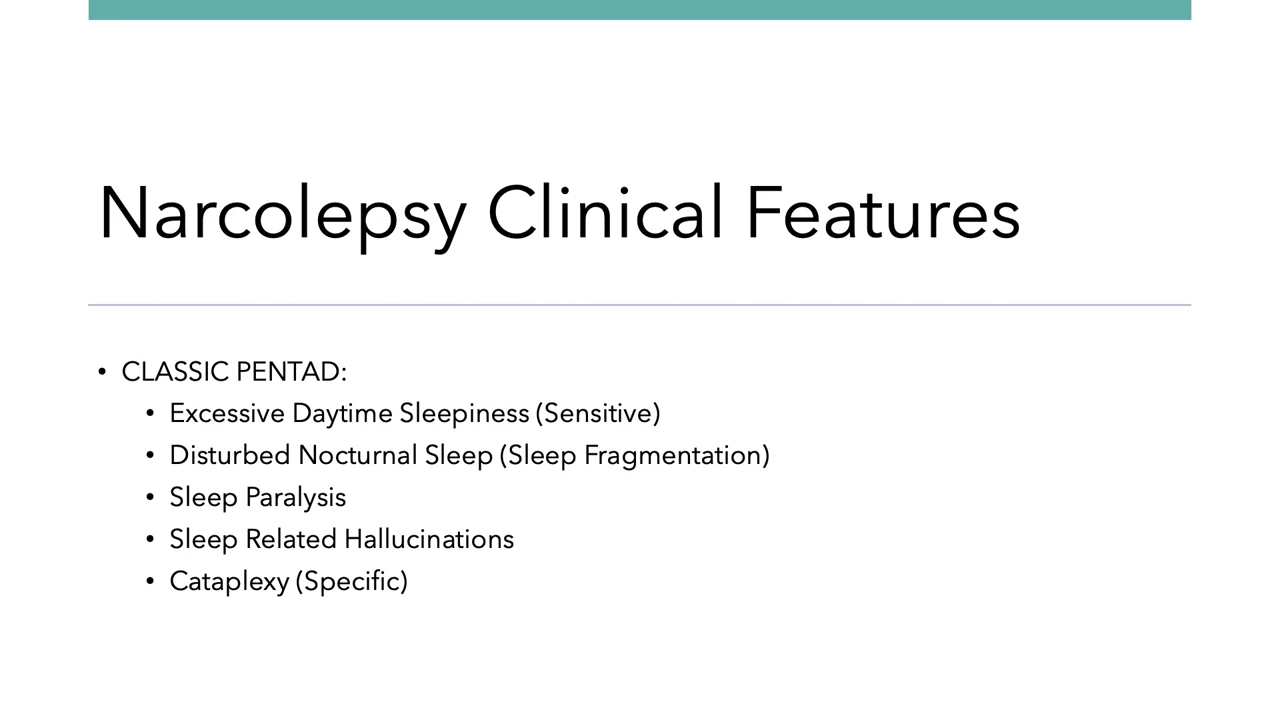 Narcolepsy Clinical Features
• CLASSIC PENTAD:
• Excessive Daytime Sleepiness (Sensitive)
• Disturbed Nocturnal Sleep (Sleep Fragmentation)
• Sleep Paralysis
• Sleep Related Hallucinations
• Cataplexy (Specific)